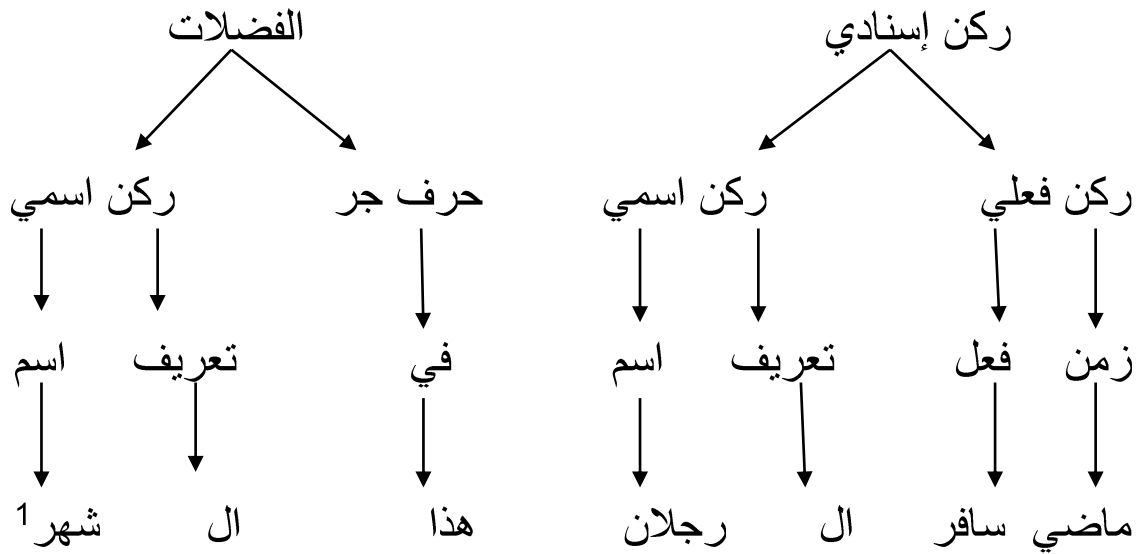 ركن إسنادي الفضلات
ركن فعلي ركن اسمي حرف جر ركن اسمي
زمن فعل تعريف اسم في تعريف اسم
ماضي سافر ال رجلان هذا ال شهر1